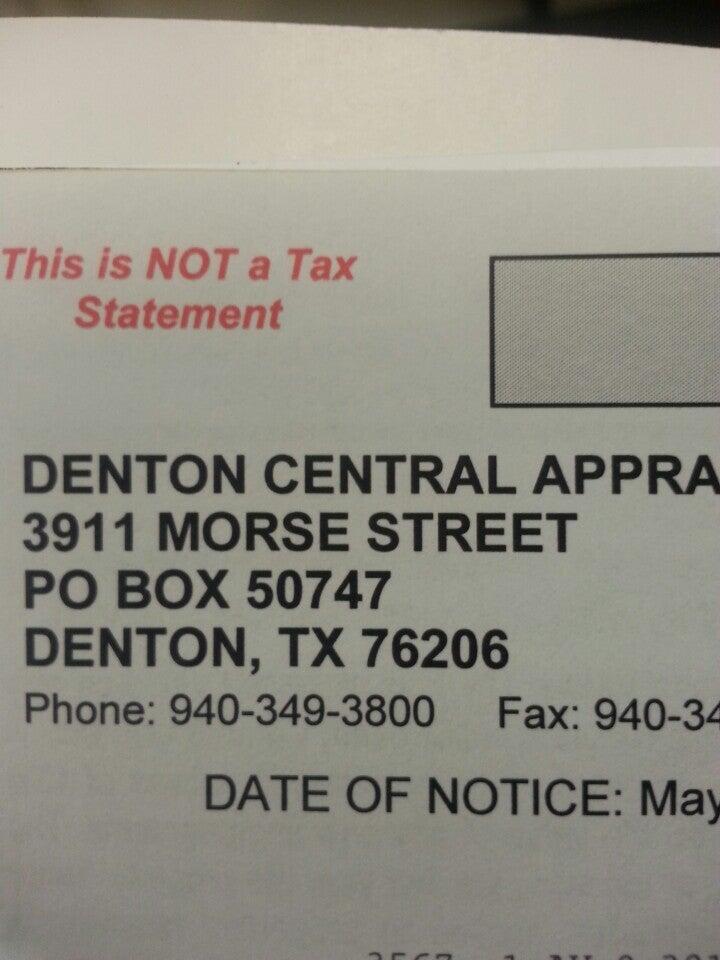 This is NOT a Tax
Statement
DENTON CENTRAL APPRA
3911 MORSE STREET
PO BOX 50747
DENTON, TX 76206
Phone: 940-349-3800 Fax: 940-34
DATE OF NOTICE: May